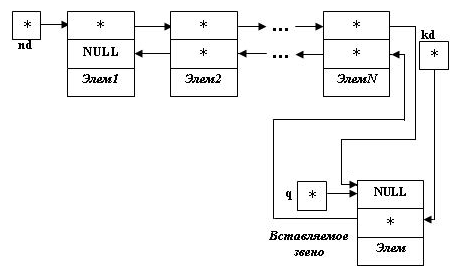 * * * ... *
nd kd
NULL * ... * *
Элем1 Элем2 ЭлемN
q * NULL
*
Вставляемое
звено
Элем